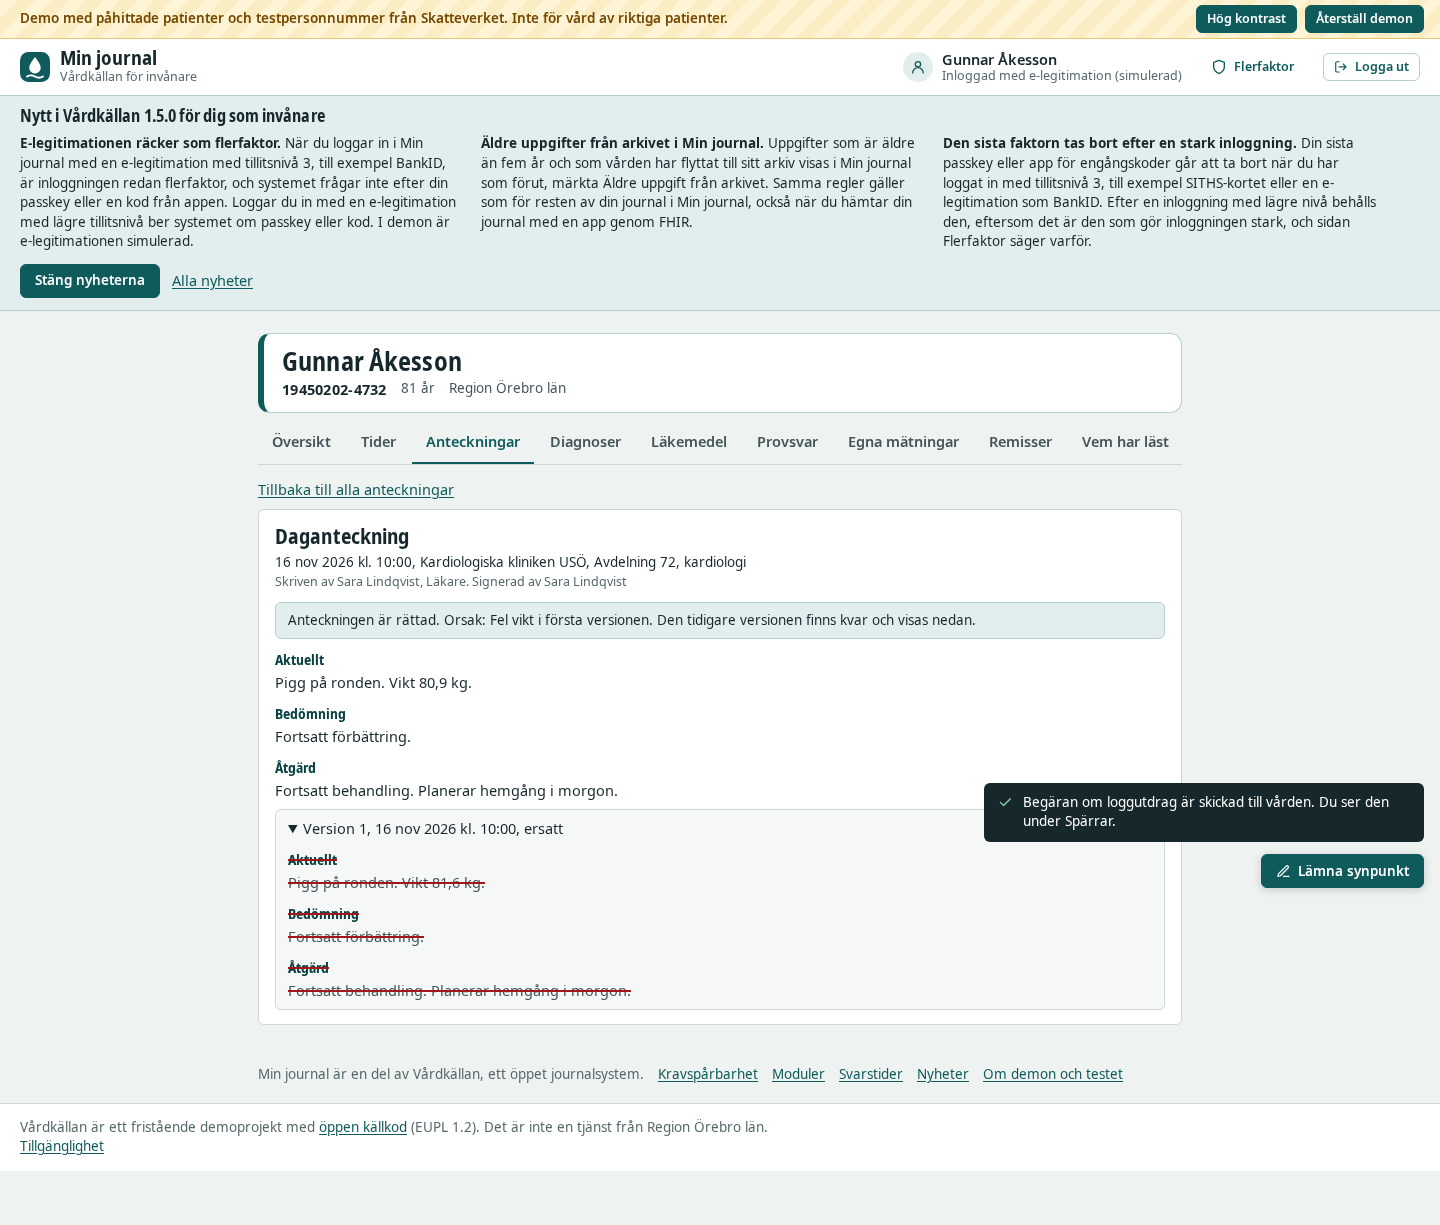 Demo med påhittade patienter och testpersonnummer från Skatteverket. Inte för vård av riktiga patienter.
Hög kontrast
Återställ demon
Min journal
Vårdkällan för invånare
Gunnar Åkesson
Inloggad med e-legitimation (simulerad)
Flerfaktor
Logga ut
Nytt i Vårdkällan 1.5.0 för dig som invånare
E-legitimationen räcker som flerfaktor. När du loggar in i Min
journal med en e-legitimation med tillitsnivå 3, till exempel BankID,
är inloggningen redan flerfaktor, och systemet frågar inte efter din
passkey eller en kod från appen. Loggar du in med en e-legitimation
med lägre tillitsnivå ber systemet om passkey eller kod. I demon är
e-legitimationen simulerad.
Äldre uppgifter från arkivet i Min journal. Uppgifter som är äldre
än fem år och som vården har flyttat till sitt arkiv visas i Min journal
som förut, märkta Äldre uppgift från arkivet. Samma regler gäller
som för resten av din journal i Min journal, också när du hämtar din
journal med en app genom FHIR.
Den sista faktorn tas bort efter en stark inloggning. Din sista
passkey eller app för engångskoder går att ta bort när du har
loggat in med tillitsnivå 3, till exempel SITHS-kortet eller en e-
legitimation som BankID. Efter en inloggning med lägre nivå behålls
den, eftersom det är den som gör inloggningen stark, och sidan
Flerfaktor säger varför.
Stäng nyheterna
Alla nyheter
Gunnar Åkesson
19450202-4732 81 år Region Örebro län
Översikt Tider Anteckningar Diagnoser Läkemedel Provsvar Egna mätningar Remisser Vem har läst
Tillbaka till alla anteckningar
Daganteckning
16 nov 2026 kl. 10:00, Kardiologiska kliniken USÖ, Avdelning 72, kardiologi
Skriven av Sara Lindqvist, Läkare. Signerad av Sara Lindqvist
Anteckningen är rättad. Orsak: Fel vikt i första versionen. Den tidigare versionen finns kvar och visas nedan.
Aktuellt
Pigg på ronden. Vikt 80,9 kg.
Bedömning
Fortsatt förbättring.
Åtgärd
Fortsatt behandling. Planerar hemgång i morgon.
Begäran om loggutdrag är skickad till vården. Du ser den
under Spärrar.
Version 1, 16 nov 2026 kl. 10:00, ersatt
Aktuellt
Pigg på ronden. Vikt 81,6 kg.
Bedömning
Fortsatt förbättring.
Åtgärd
Fortsatt behandling. Planerar hemgång i morgon.
Lämna synpunkt
Min journal är en del av Vårdkällan, ett öppet journalsystem. Kravspårbarhet Moduler Svarstider Nyheter Om demon och testet
Vårdkällan är ett fristående demoprojekt med öppen källkod (EUPL 1.2). Det är inte en tjänst från Region Örebro län.
Tillgänglighet